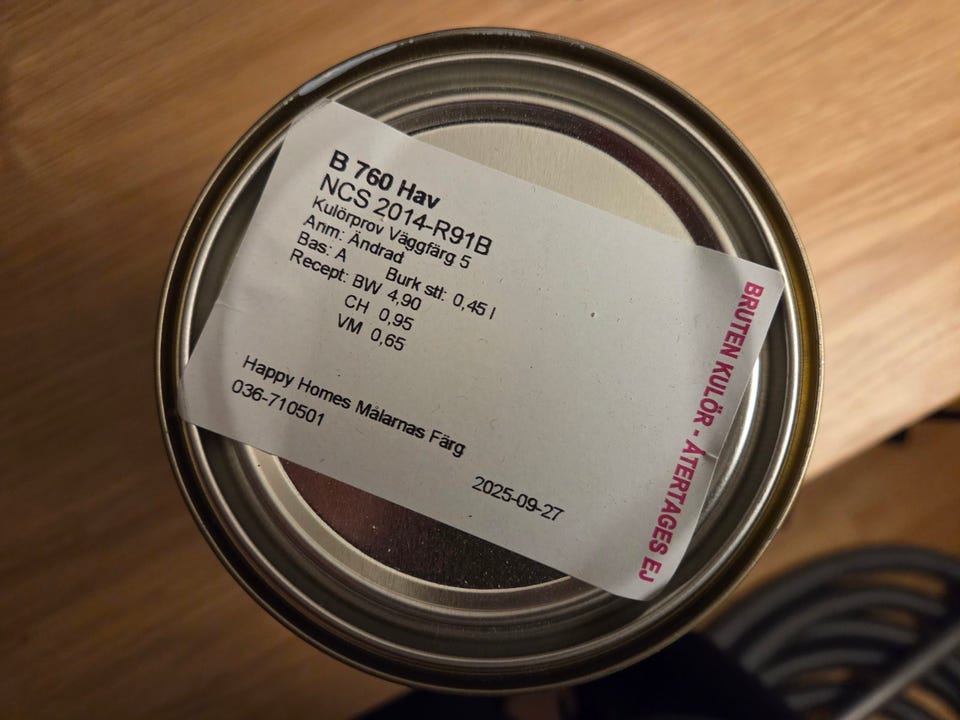 B 760 Hav
NCS 2014-R91B
Kulörprov Väggfärg 5
Anm: Ändrad
Bas: A Burk stl: 0,45 l
Recept: BW 4,90
CH 0,95
VM 0,65
Happy Homes Målarnas Färg
036-710501
2025-09-27
BRUTEN KULÖR - ÅTERTAGES EJ